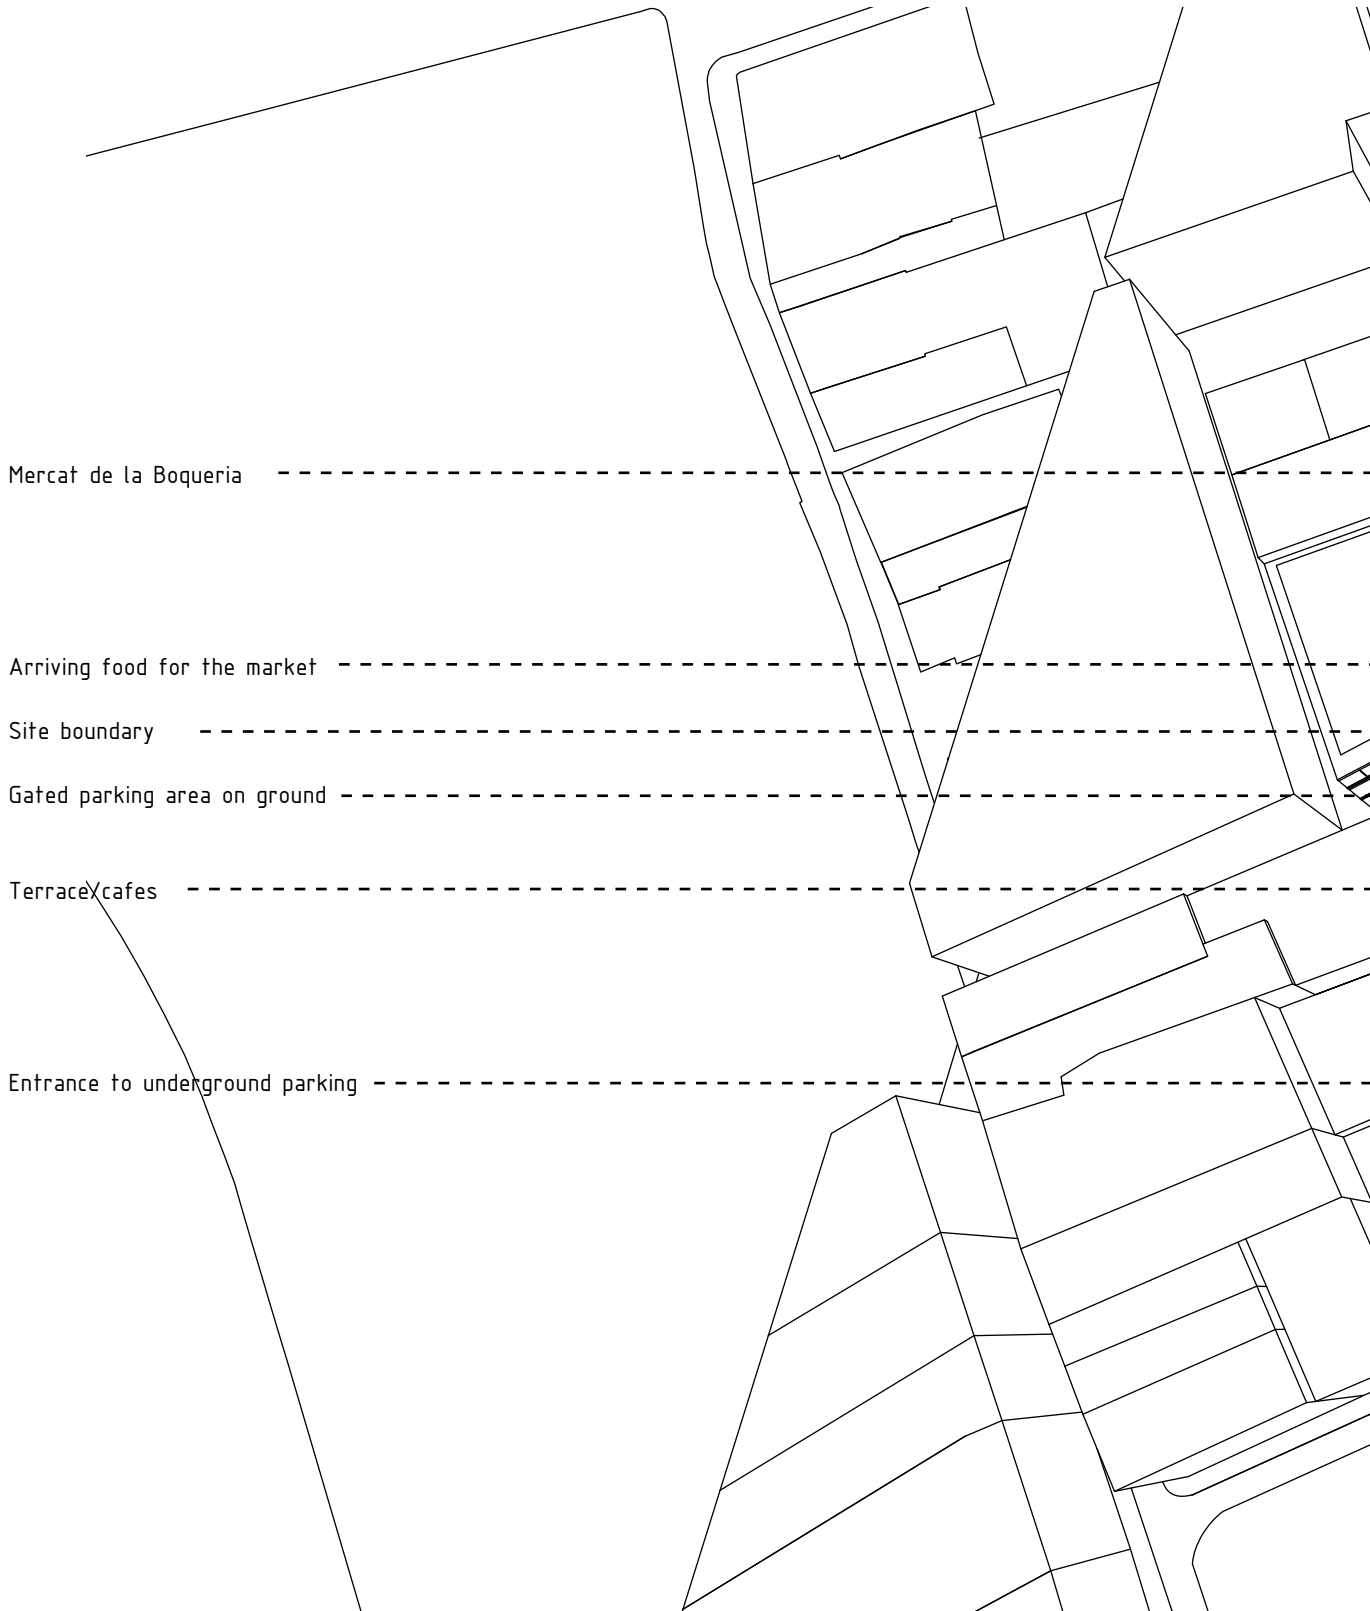 Mercat de la Boqueria
Arriving food for the market
Site boundary
Gated parking area on ground
Terrace/cafes
Entrance to underground parking